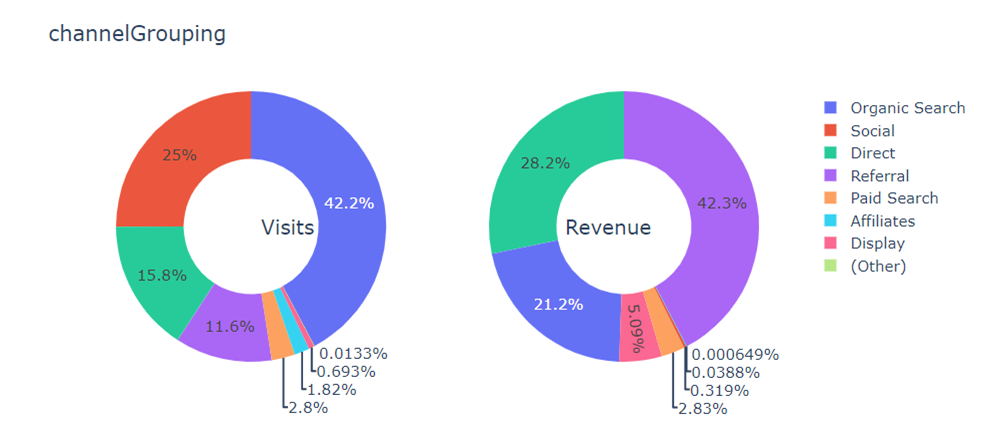 channelGrouping
25%
42.2%
15.8%
11.6%
Visits
0.0133%
0.693%
1.82%
2.8%
28.2%
42.3%
21.2%
5.09%
Revenue
0.000649%
0.0388%
0.319%
2.83%
Organic Search
Social
Direct
Referral
Paid Search
Affiliates
Display
(Other)